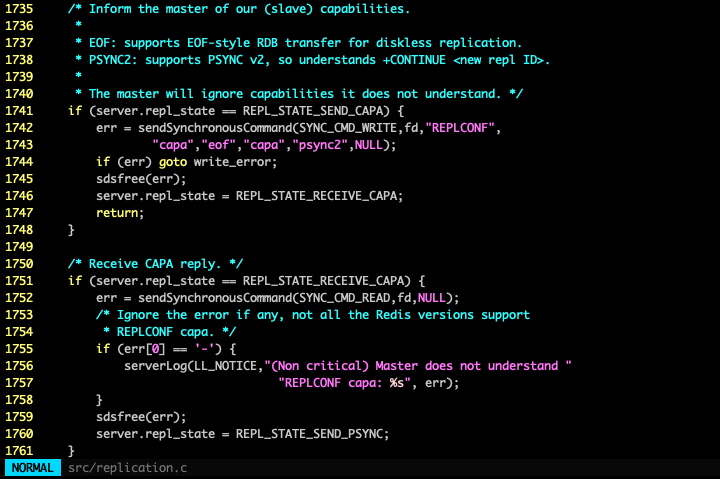 1735     /* Inform the master of our (slave) capabilities.
1736      *
1737      * EOF: supports EOF-style RDB transfer for diskless replication.
1738      * PSYNC2: supports PSYNC v2, so understands +CONTINUE <new repl ID>.
1739      *
1740      * The master will ignore capabilities it does not understand. */
1741     if (server.repl_state == REPL_STATE_SEND_CAPA) {
1742         err = sendSynchronousCommand(SYNC_CMD_WRITE,fd,"REPLCONF",
1743                 "capa","eof","capa","psync2",NULL);
1744         if (err) goto write_error;
1745         sdsfree(err);
1746         server.repl_state = REPL_STATE_RECEIVE_CAPA;
1747         return;
1748     }
1749
1750     /* Receive CAPA reply. */
1751     if (server.repl_state == REPL_STATE_RECEIVE_CAPA) {
1752         err = sendSynchronousCommand(SYNC_CMD_READ,fd,NULL);
1753         /* Ignore the error if any, not all the Redis versions support
1754          * REPLCONF capa. */
1755         if (err[0] == '-') {
1756             serverLog(LL_NOTICE,"(Non critical) Master does not understand "
1757                                   "REPLCONF capa: %s", err);
1758         }
1759         sdsfree(err);
1760         server.repl_state = REPL_STATE_SEND_PSYNC;
1761     }
NORMAL src/replication.c